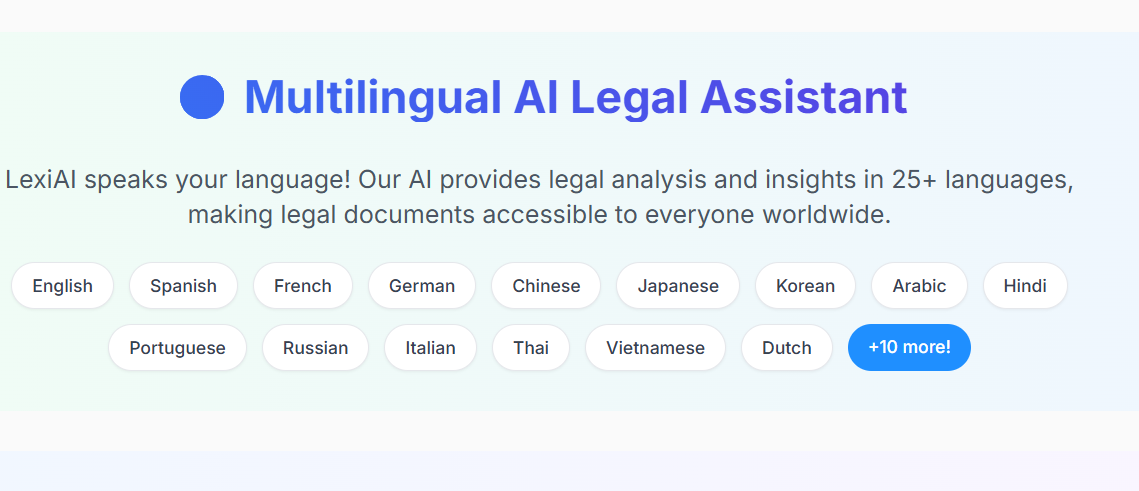 Multilingual AI Legal Assistant
LexiAI speaks your language! Our AI provides legal analysis and insights in 25+ languages,
making legal documents accessible to everyone worldwide.
English Spanish French German Chinese Japanese Korean Arabic Hindi
Portuguese Russian Italian Thai Vietnamese Dutch +10 more!